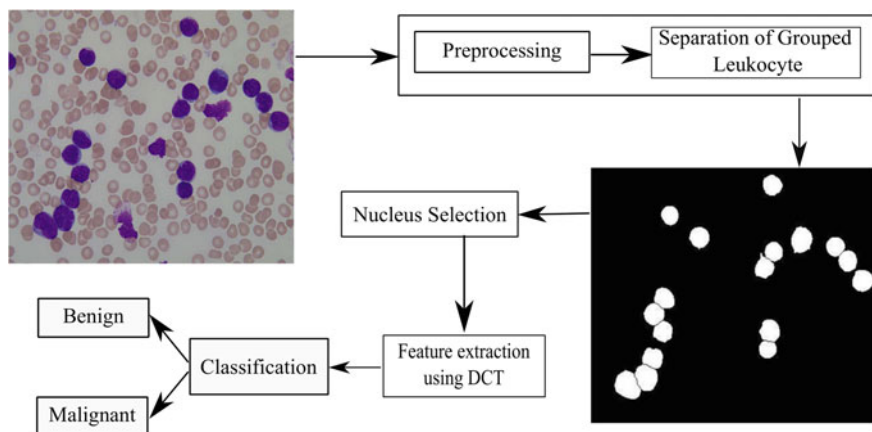 Preprocessing
Separation of Grouped
Leukocyte
Nucleus Selection
Feature extraction
using DCT
Classification
Benign
Malignant